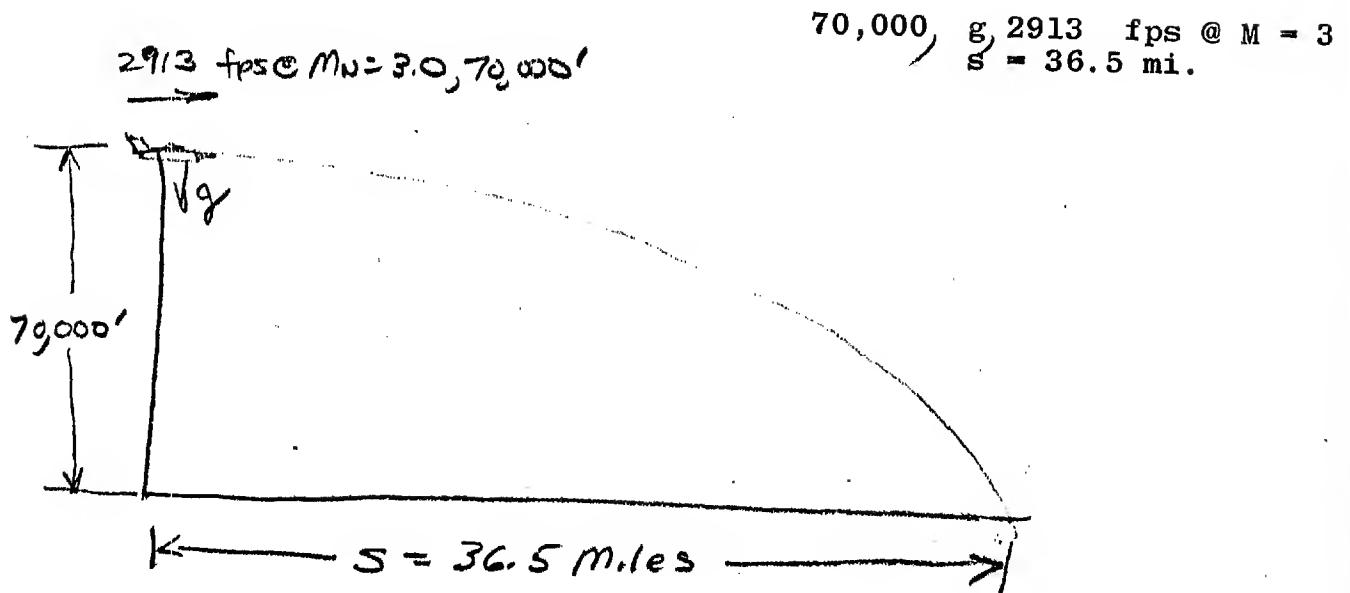 70,000, g, 2913 fps @ M = 3
s = 36.5 mi.
2913 fps @ MN = 3.0, 70,000'
g
70,000'
S = 36.5 Miles